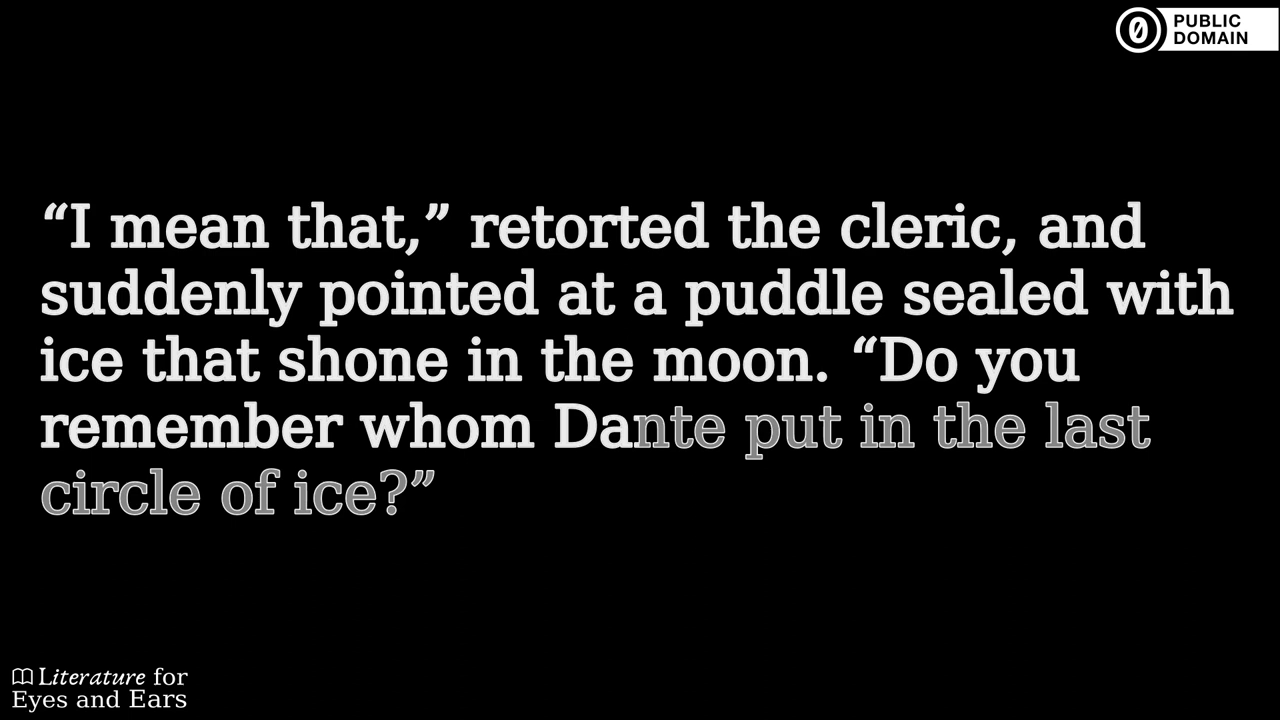 PUBLIC
DOMAIN
“I mean that,” retorted the cleric, and
suddenly pointed at a puddle sealed with
ice that shone in the moon. “Do you
remember whom Dante put in the last
circle of ice?”
Literature for
Eyes and Ears